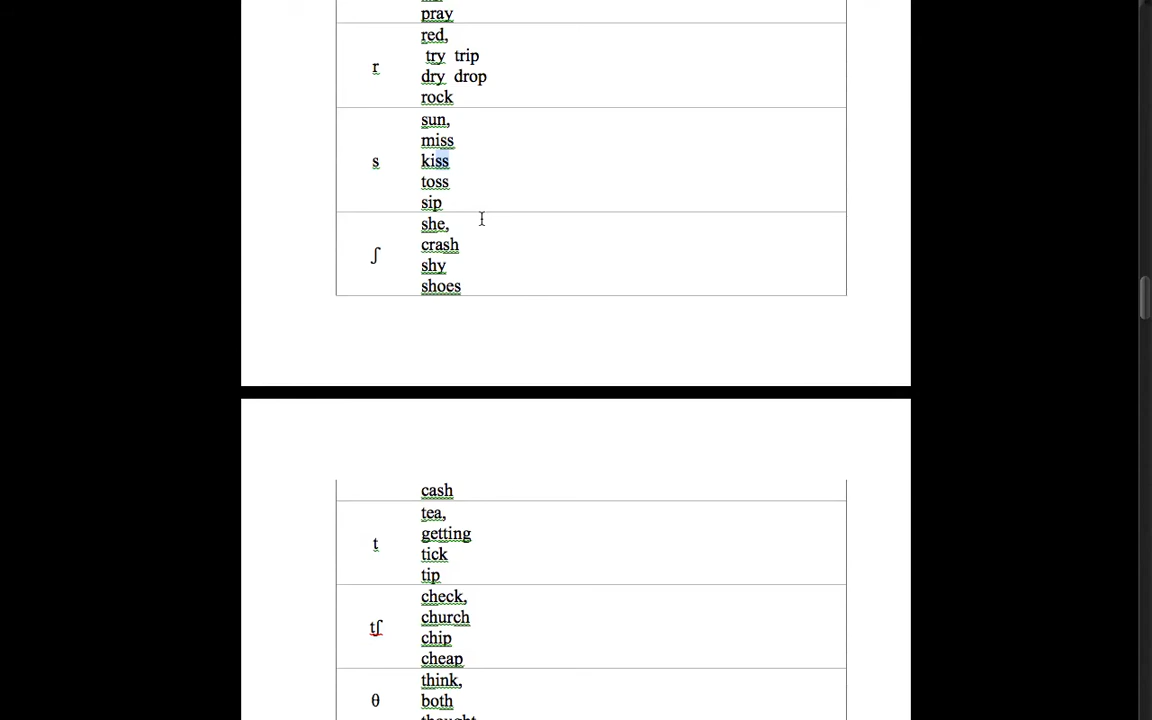 pray
red,
r
try trip
dry drop
rock
sun,
miss
s
kiss
toss
sip
she,
crash
ʃ
shy
shoes
cash
tea,
getting
t
tick
tip
check,
church
tʃ
chip
cheap
think,
θ
both
thought